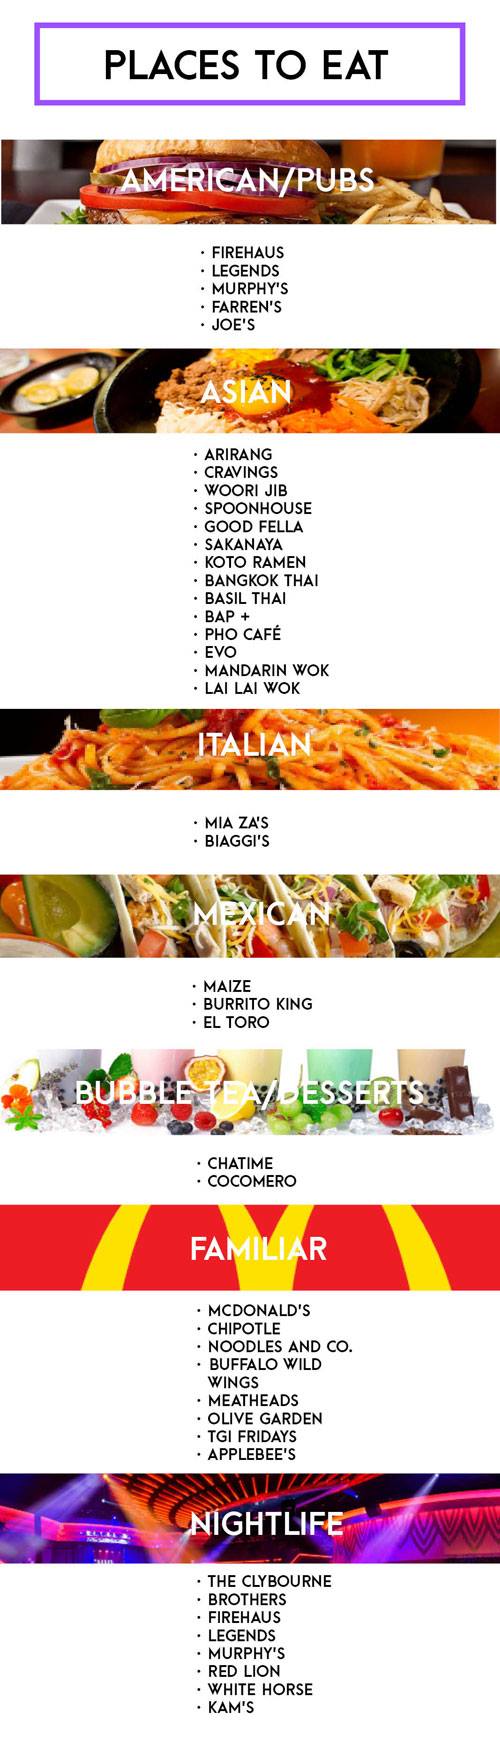 PLACES TO EAT
AMERICAN/PUBS
• FIREHAUS
• LEGENDS
• MURPHY'S
• FARREN'S
• JOE'S
ASIAN
• ARIRANG
• CRAVINGS
• WOORI JIB
• SPOONHOUSE
• GOOD FELLA
• SAKANAYA
• KOTO RAMEN
• BANGKOK THAI
• BASIL THAI
• BAP +
• PHO CAFÉ
• EVO
• MANDARIN WOK
• LAI LAI WOK
ITALIAN
• MIA ZA'S
• BIAGGI'S
MEXICAN
• MAIZE
• BURRITO KING
• EL TORO
BUBBLE TEA/DESSERTS
• CHATIME
• COCOMERO
FAMILIAR
• MCDONALD'S
• CHIPOTLE
• NOODLES AND CO.
• BUFFALO WILD
WINGS
• MEATHEADS
• OLIVE GARDEN
• TGI FRIDAYS
• APPLEBEE'S
NIGHTLIFE
• THE CLYBOURNE
• BROTHERS
• FIREHAUS
• LEGENDS
• MURPHY'S
• RED LION
• WHITE HORSE
• KAM'S